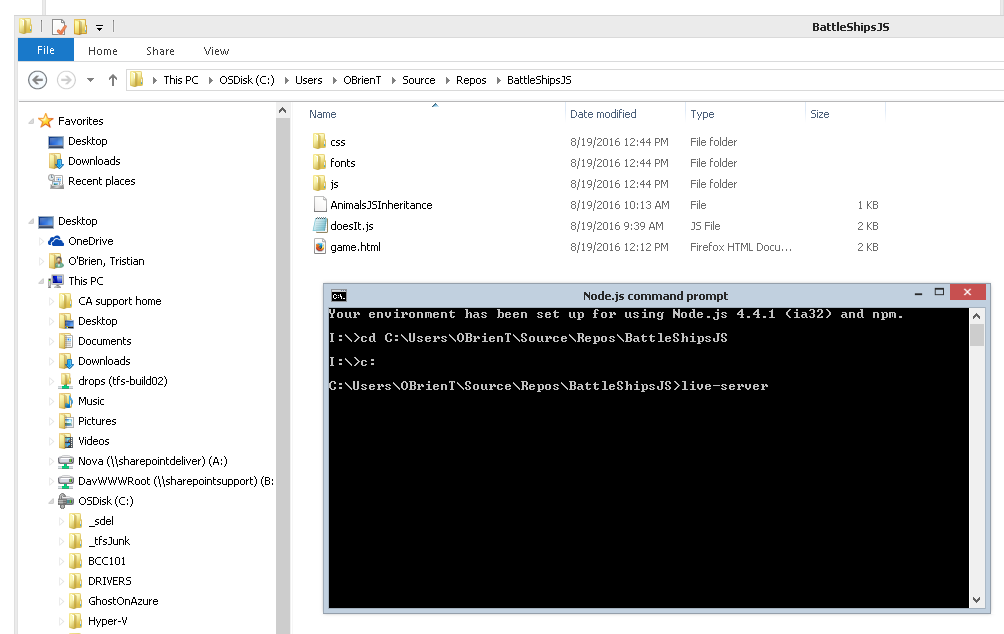 BattleShipsJS
File Home Share View
This PC OSDisk (C:) Users OBrienT Source Repos BattleShipsJS
Favorites
Desktop
Downloads
Recent places
Desktop
OneDrive
O'Brien, Tristian
This PC
CA support home
Desktop
Documents
Downloads
drops (tfs-build02)
Music
Pictures
Videos
Nova (\\sharepointdeliver) (A:)
DavWWWRoot (\\sharepointsupport) (B:
OSDisk (C:)
_sdel
_tfsJunk
BCC101
DRIVERS
GhostOnAzure
Hyper-V
Name Date modified Type Size
css 8/19/2016 12:44 PM File folder
fonts 8/19/2016 12:44 PM File folder
js 8/19/2016 12:44 PM File folder
AnimalsJSInheritance 8/19/2016 10:13 AM File 1 KB
doesIt.js 8/19/2016 9:39 AM JS File 2 KB
game.html 8/19/2016 12:12 PM Firefox HTML Docu... 2 KB
C:\.
Node.js command prompt
Your environment has been set up for using Node.js 4.4.1 (ia32) and npm.
I:\>cd C:\Users\OBrienT\Source\Repos\BattleShipsJS
I:\>c:
C:\Users\OBrienT\Source\Repos\BattleShipsJS>live-server